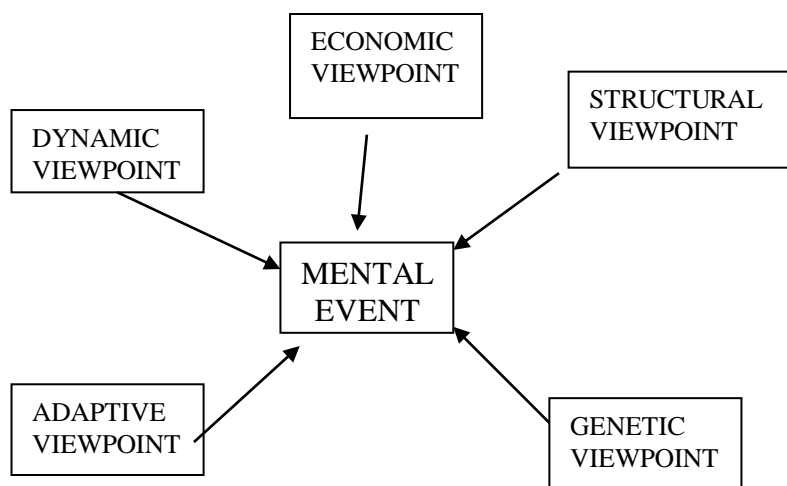 ECONOMIC
VIEWPOINT
STRUCTURAL
VIEWPOINT
DYNAMIC
VIEWPOINT
MENTAL
EVENT
ADAPTIVE
VIEWPOINT
GENETIC
VIEWPOINT